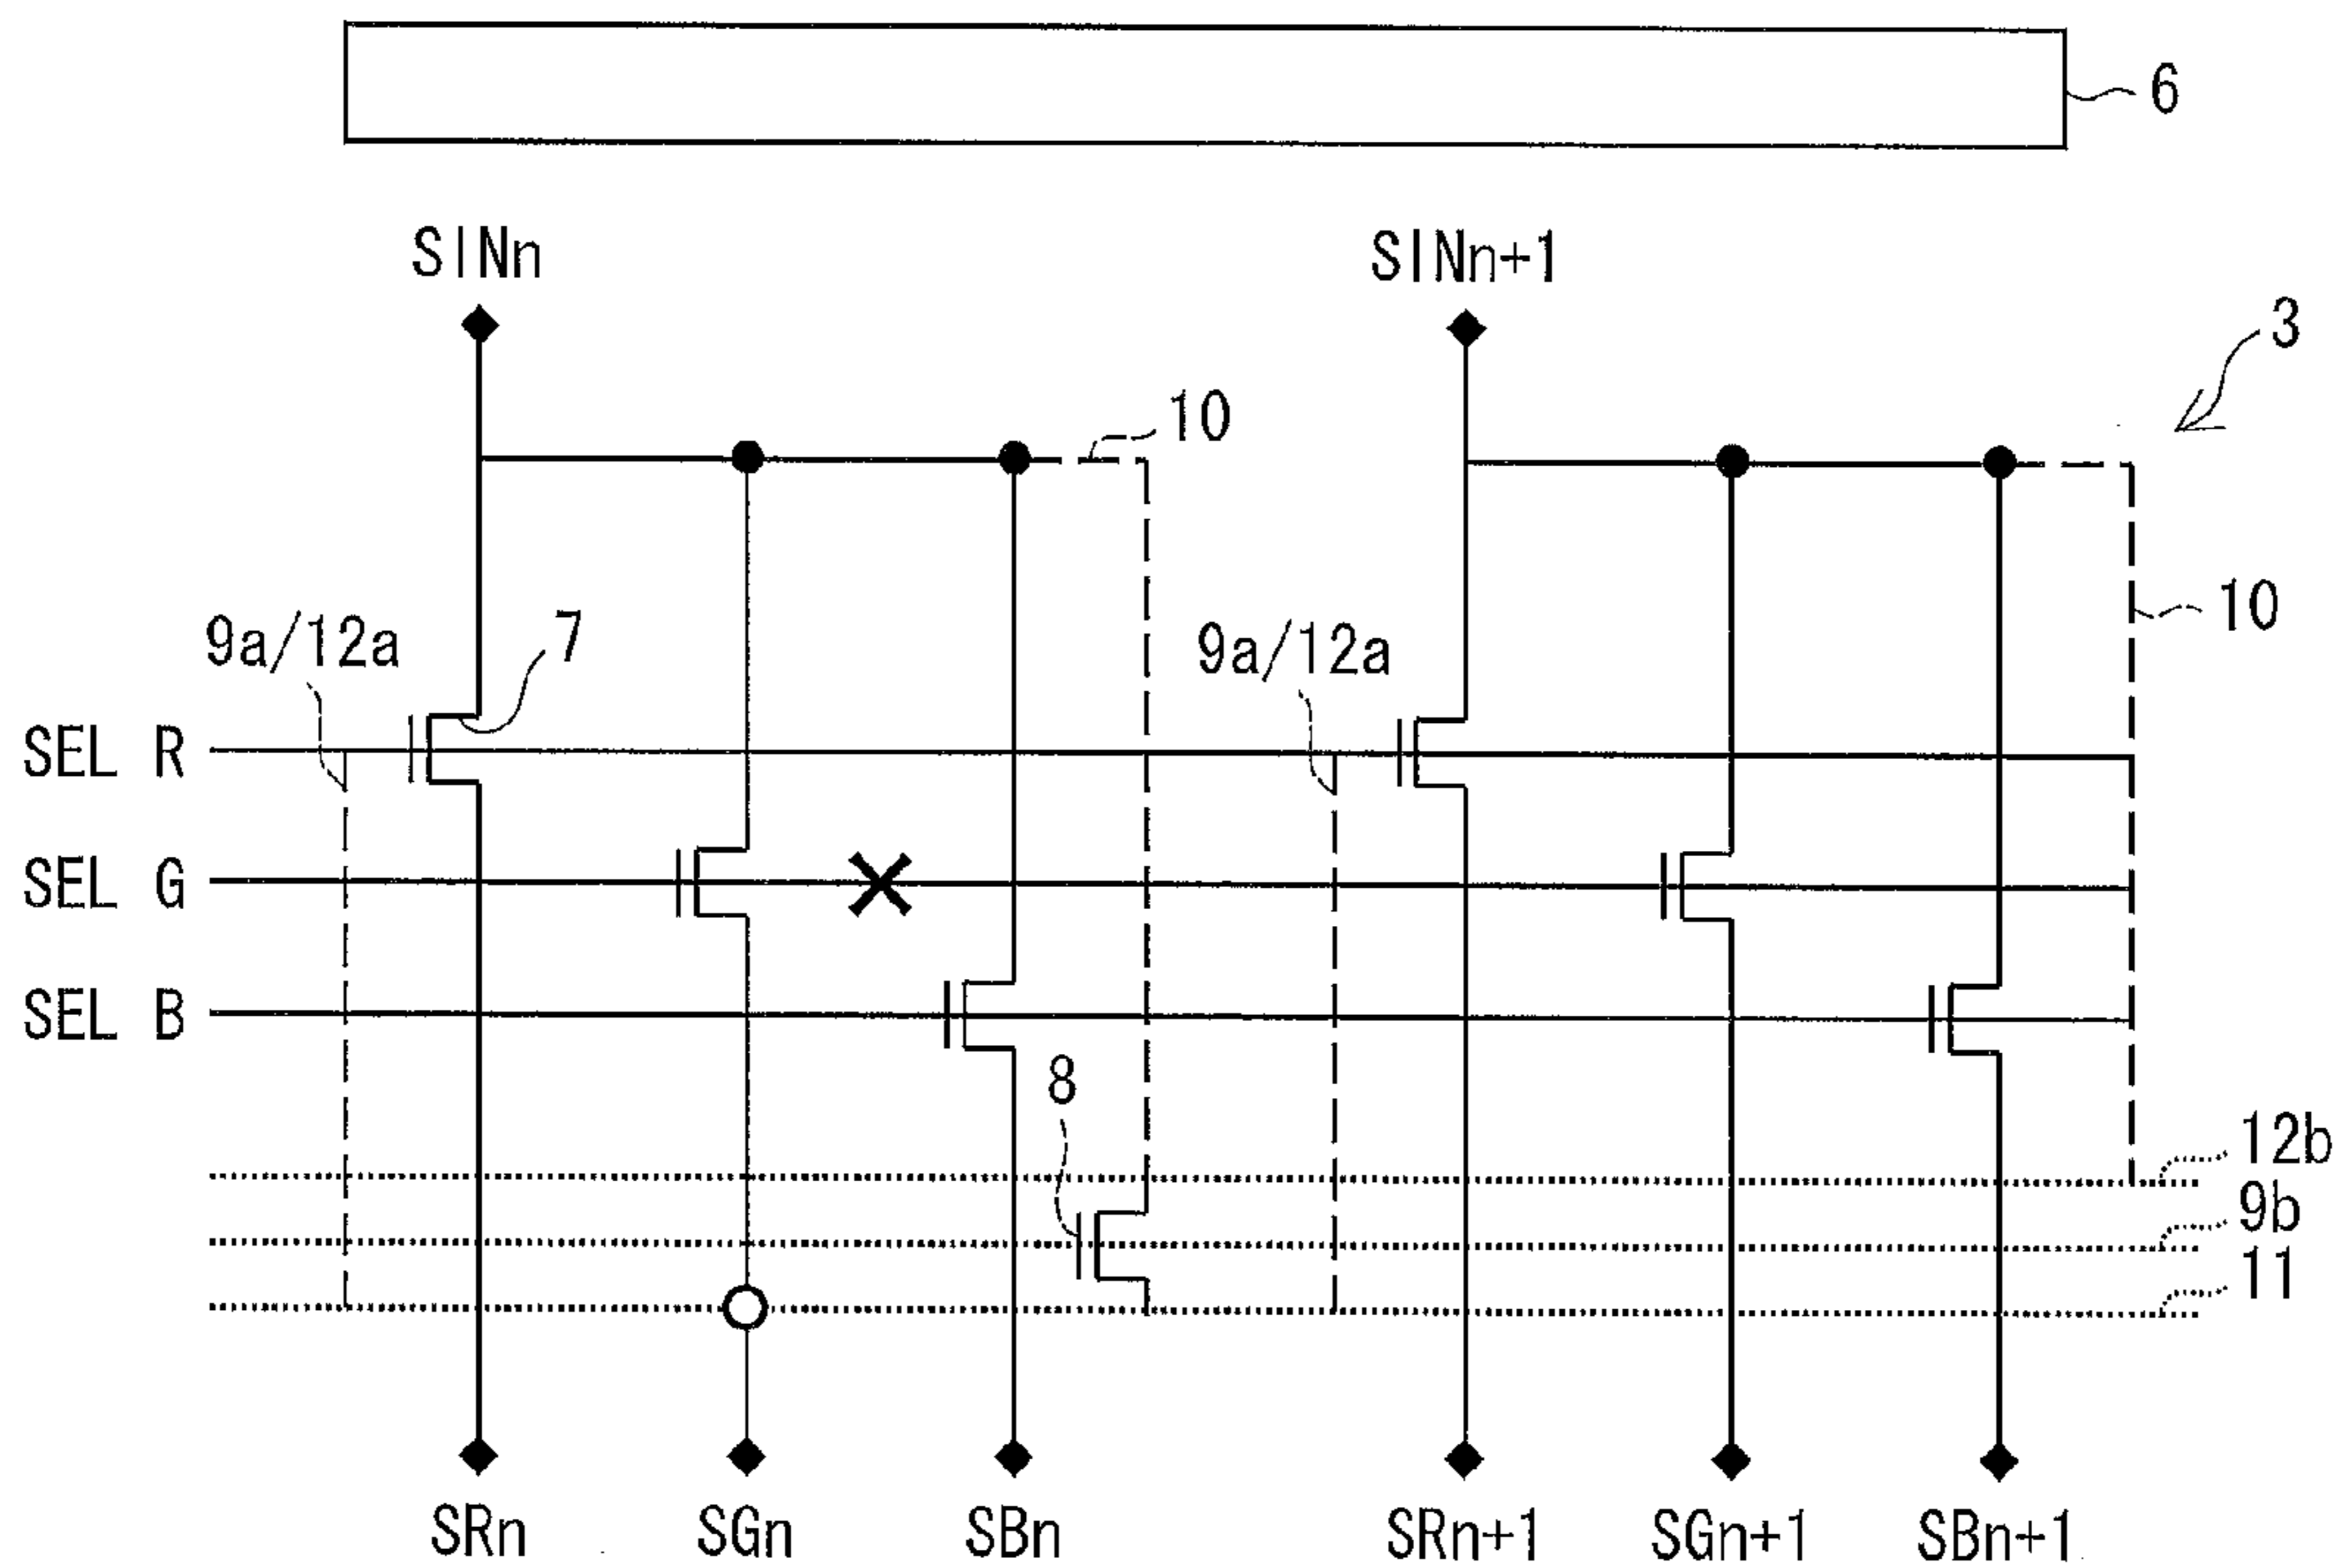 6
SINn
SINn+1
3
10
10
9a/12a
7
9a/12a
SEL R
SEL G
SEL B
8
12b
9b
11
SRn
SGn
SBn
SRn+1
SGn+1
SBn+1